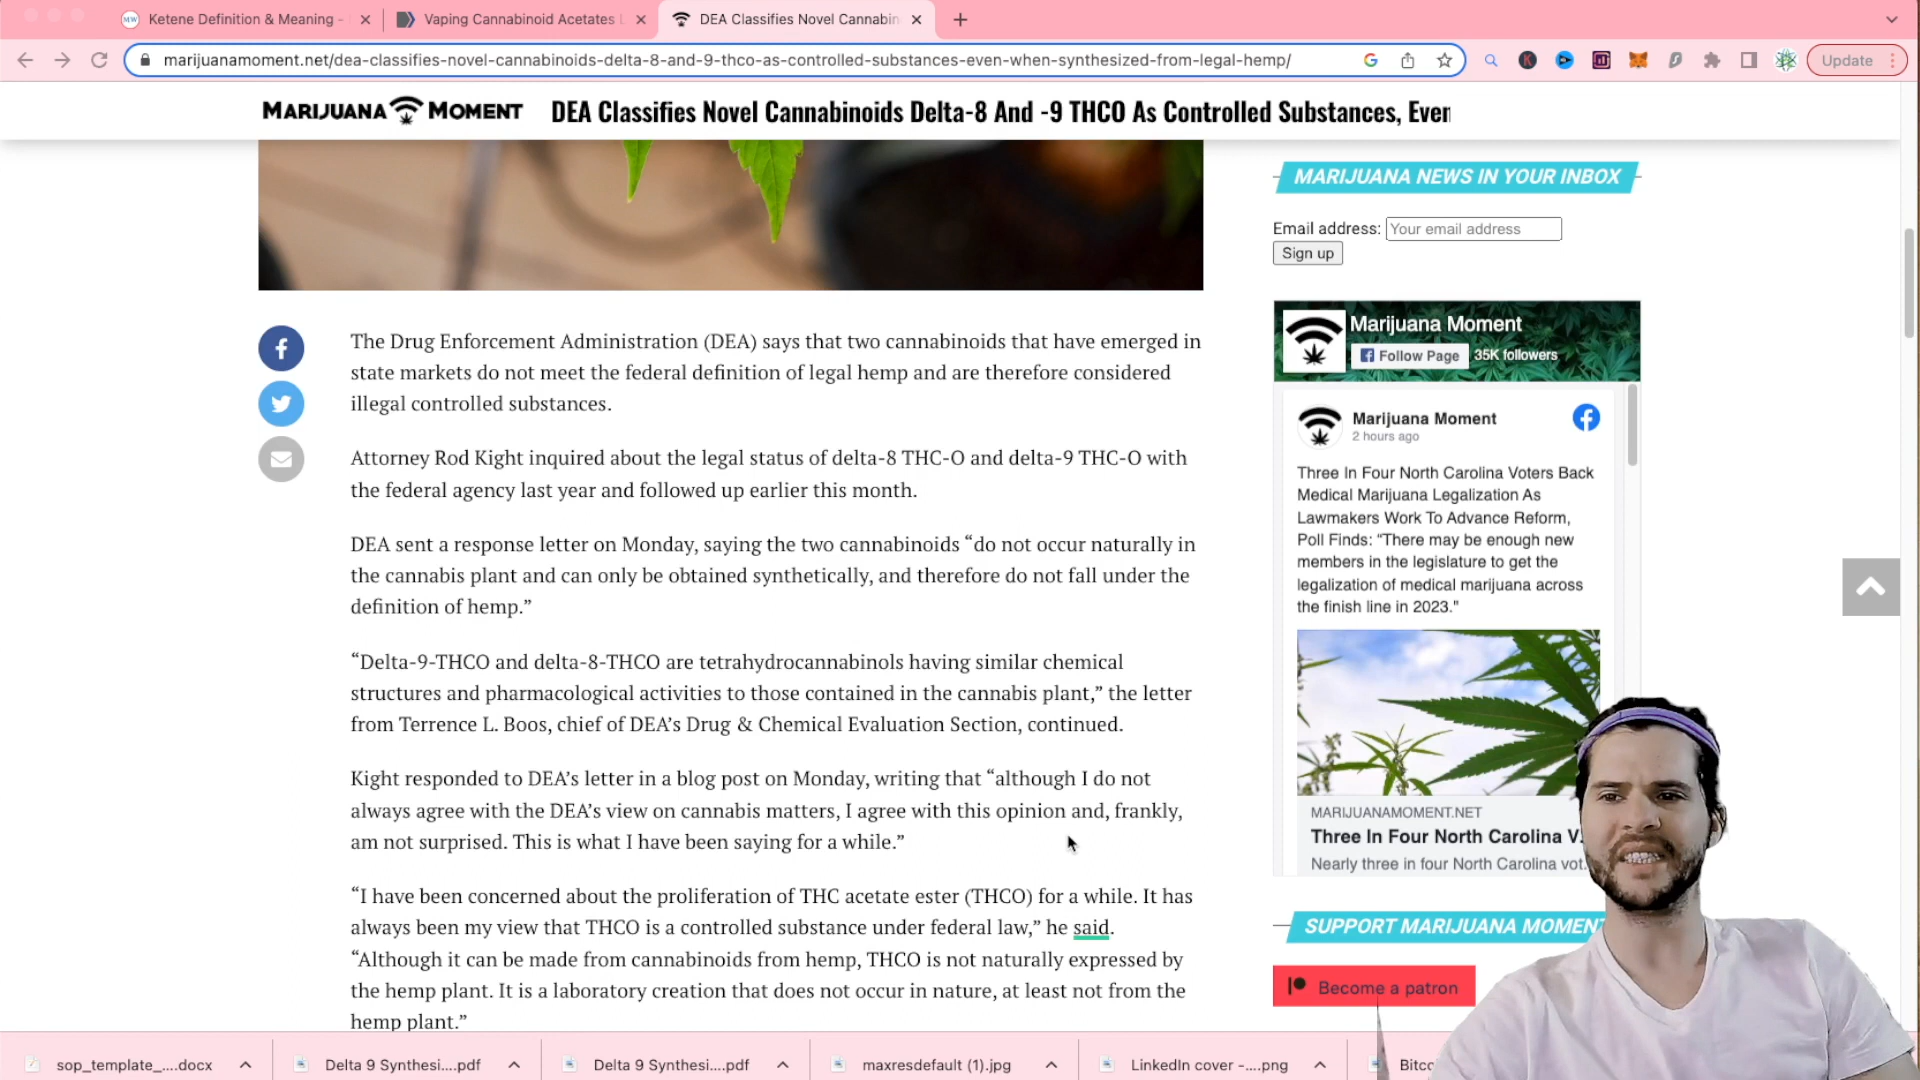 Ketene Definition & Meaning -
Vaping Cannabinoid Acetates
DEA Classifies Novel Cannabin
marijuanamoment.net/dea-classifies-novel-cannabinoids-delta-8-and-9-thco-as-controlled-substances-even-when-synthesized-from-legal-hemp/
Update
MARIJUANA MOMENT
DEA Classifies Novel Cannabinoids Delta-8 And -9 THCO As Controlled Substances, Even
The Drug Enforcement Administration (DEA) says that two cannabinoids that have emerged in
state markets do not meet the federal definition of legal hemp and are therefore considered
illegal controlled substances.
Attorney Rod Kight inquired about the legal status of delta-8 THC-O and delta-9 THC-O with
the federal agency last year and followed up earlier this month.
DEA sent a response letter on Monday, saying the two cannabinoids “do not occur naturally in
the cannabis plant and can only be obtained synthetically, and therefore do not fall under the
definition of hemp.”
“Delta-9-THCO and delta-8-THCO are tetrahydrocannabinols having similar chemical
structures and pharmacological activities to those contained in the cannabis plant,” the letter
from Terrence L. Boos, chief of DEA’s Drug & Chemical Evaluation Section, continued.
Kight responded to DEA’s letter in a blog post on Monday, writing that “although I do not
always agree with the DEA’s view on cannabis matters, I agree with this opinion and, frankly,
am not surprised. This is what I have been saying for a while.”
“I have been concerned about the proliferation of THC acetate ester (THCO) for a while. It has
always been my view that THCO is a controlled substance under federal law,” he said.
“Although it can be made from cannabinoids from hemp, THCO is not naturally expressed by
the hemp plant. It is a laboratory creation that does not occur in nature, at least not from the
hemp plant.”
MARIJUANA NEWS IN YOUR INBOX
Email address: Your email address
Sign up
Marijuana Moment
Follow Page 35K followers
Marijuana Moment
2 hours ago
Three In Four North Carolina Voters Back
Medical Marijuana Legalization As
Lawmakers Work To Advance Reform,
Poll Finds: "There may be enough new
members in the legislature to get the
legalization of medical marijuana across
the finish line in 2023."
MARIJUANAMOMENT.NET
Three In Four North Carolina V...
Nearly three in four North Carolina vot...
SUPPORT MARIJUANA MOMENT
Become a patron
sop_template_....docx
Delta 9 Synthesi....pdf
Delta 9 Synthesi....pdf
maxresdefault (1).jpg
LinkedIn cover -....png
Bitco